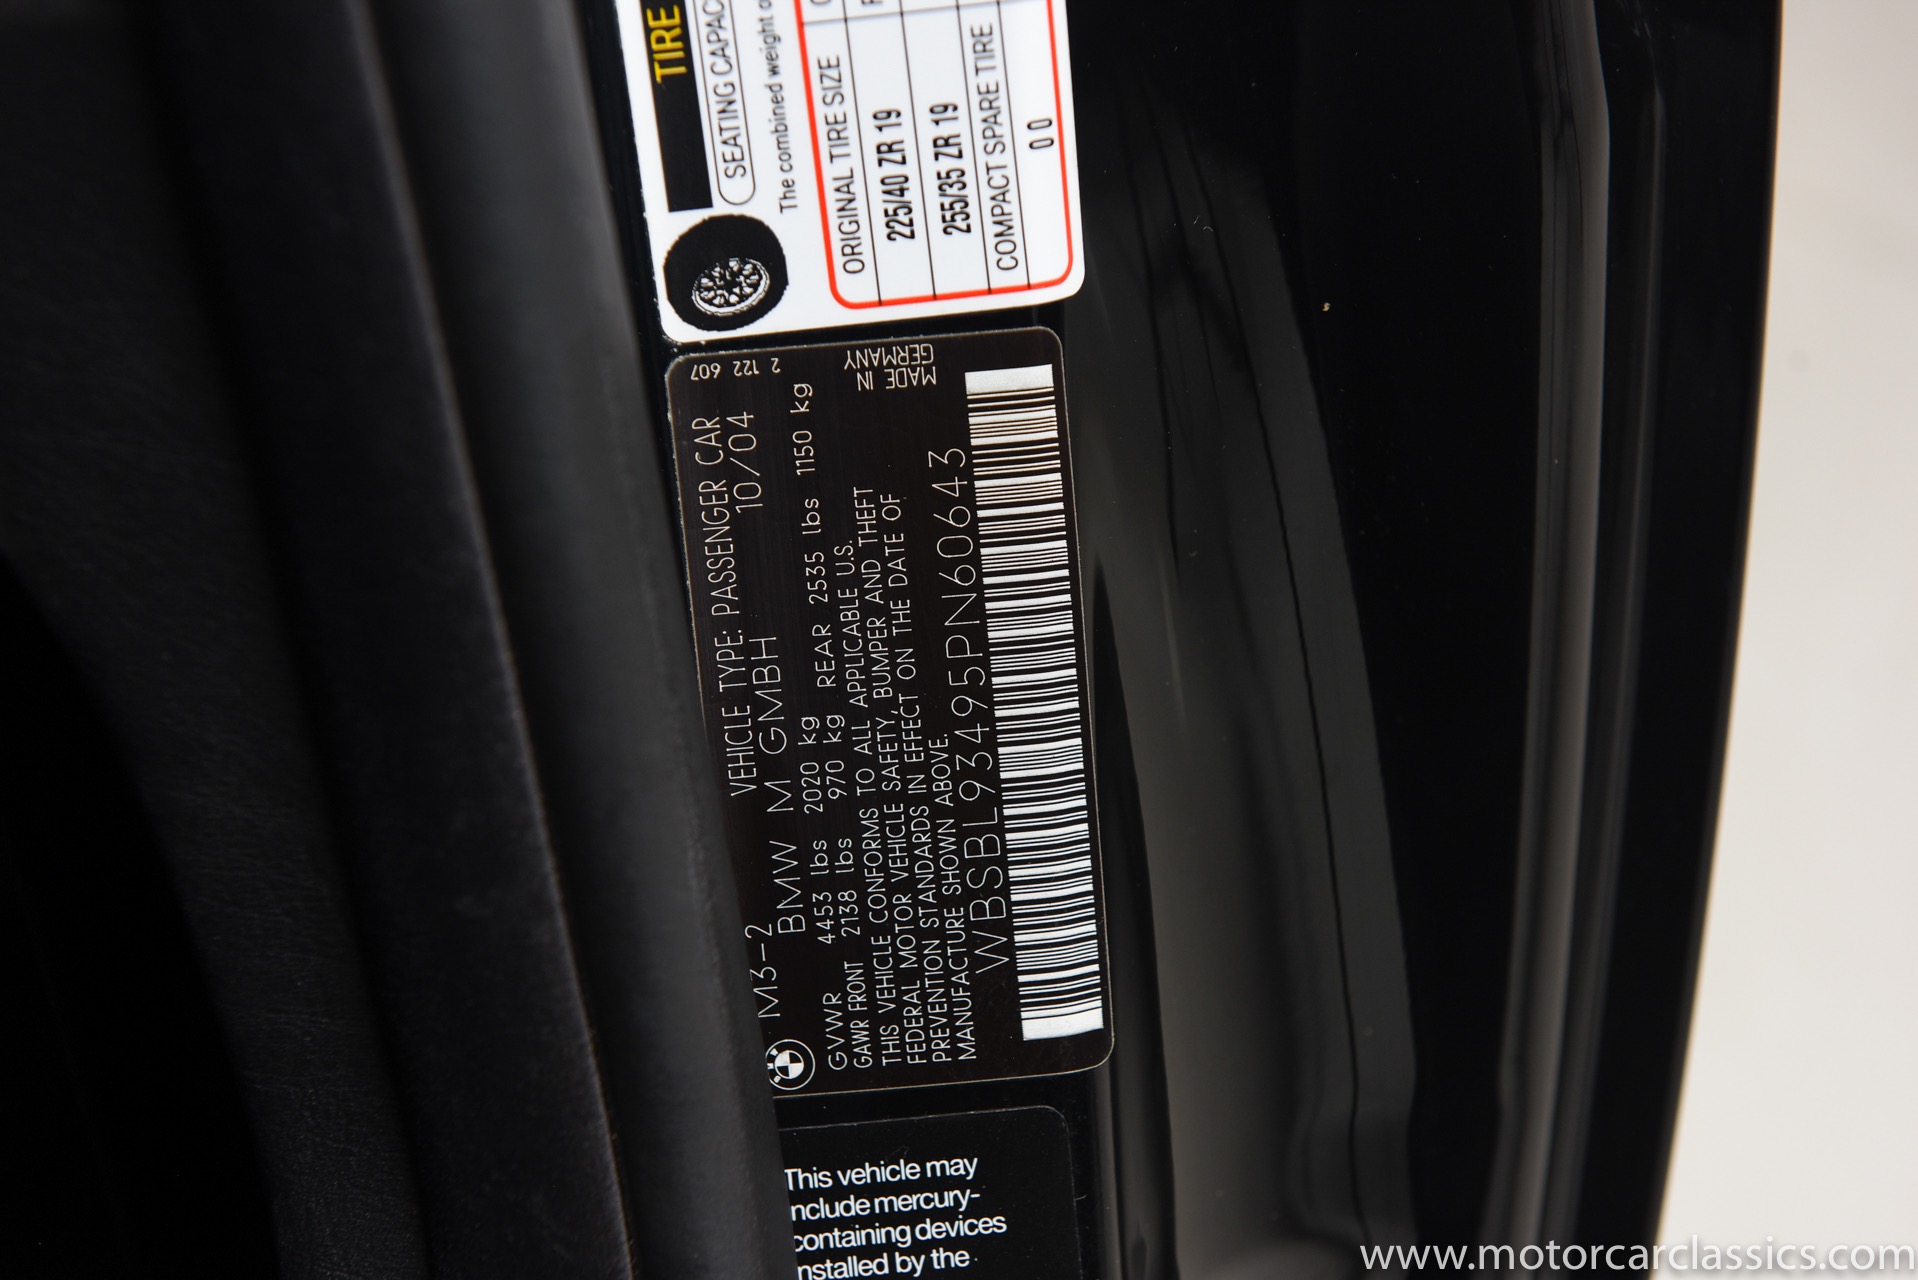 TIRE
SEATING CAPAC
The combined weight o
ORIGINAL TIRE SIZE
225/40 ZR 19
255/35 ZR 19
COMPACT SPARE TIRE
0 0
2 122 607
MADE IN
GERMANY
VEHICLE TYPE: PASSENGER CAR
M3-2 10/04
BMW M GMBH
GVWR 4453 lbs 2020 kg
GAWR FRONT 2138 lbs 970 kg REAR 2535 lbs 1150 kg
THIS VEHICLE CONFORMS TO ALL APPLICABLE U.S.
FEDERAL MOTOR VEHICLE SAFETY, BUMPER AND THEFT
PREVENTION STANDARDS IN EFFECT ON THE DATE OF
MANUFACTURE SHOWN ABOVE.
WBSBL93495PN60643
This vehicle may
include mercury-
containing devices
installed by the
www.motorcarclassics.com